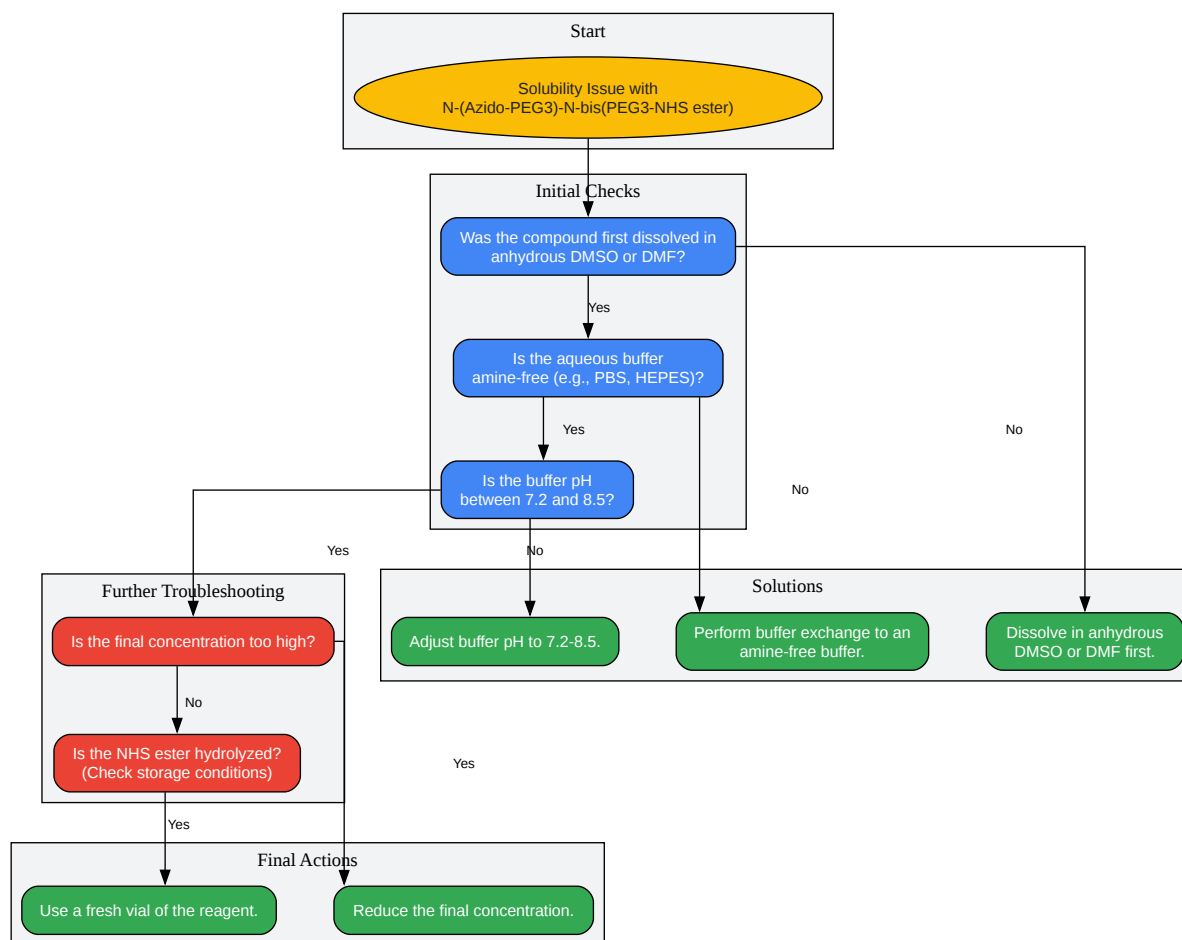 Start
Solubility Issue with
N-(Azido-PEG3)-N-bis(PEG3-NHS ester)
Initial Checks
Was the compound first dissolved in
anhydrous DMSO or DMF?
Yes
Is the aqueous buffer
amine-free (e.g., PBS, HEPES)?
Yes
No
No
Is the buffer pH
between 7.2 and 8.5?
Yes
No
Further Troubleshooting
Is the final concentration too high?
No
Is the NHS ester hydrolyzed?
(Check storage conditions)
Yes
Yes
Solutions
Adjust buffer pH to 7.2-8.5.
Perform buffer exchange to an
amine-free buffer.
Dissolve in anhydrous
DMSO or DMF first.
Final Actions
Use a fresh vial of the reagent.
Reduce the final concentration.